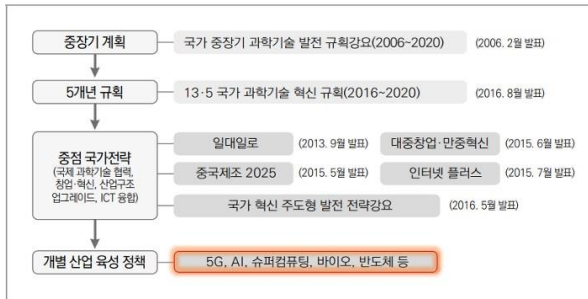 중장기 계획
국가 중장기 과학기술 발전 규획강요(2006~2020)
(2006. 2월 발표)
5개년 규획
13·5 국가 과학기술 혁신 규획(2016~2020)
(2016. 8월 발표)
중점 국가전략
(국제 과학기술 협력,
창업·혁신, 산업구조
업그레이드, ICT 융합)
일대일로
(2013. 9월 발표)
대중창업·만중혁신
(2015. 6월 발표)
중국제조 2025
(2015. 5월 발표)
인터넷 플러스
(2015. 7월 발표)
국가 혁신 주도형 발전 전략강요
(2016. 5월 발표)
개별 산업 육성 정책
5G, AI, 슈퍼컴퓨팅, 바이오, 반도체 등